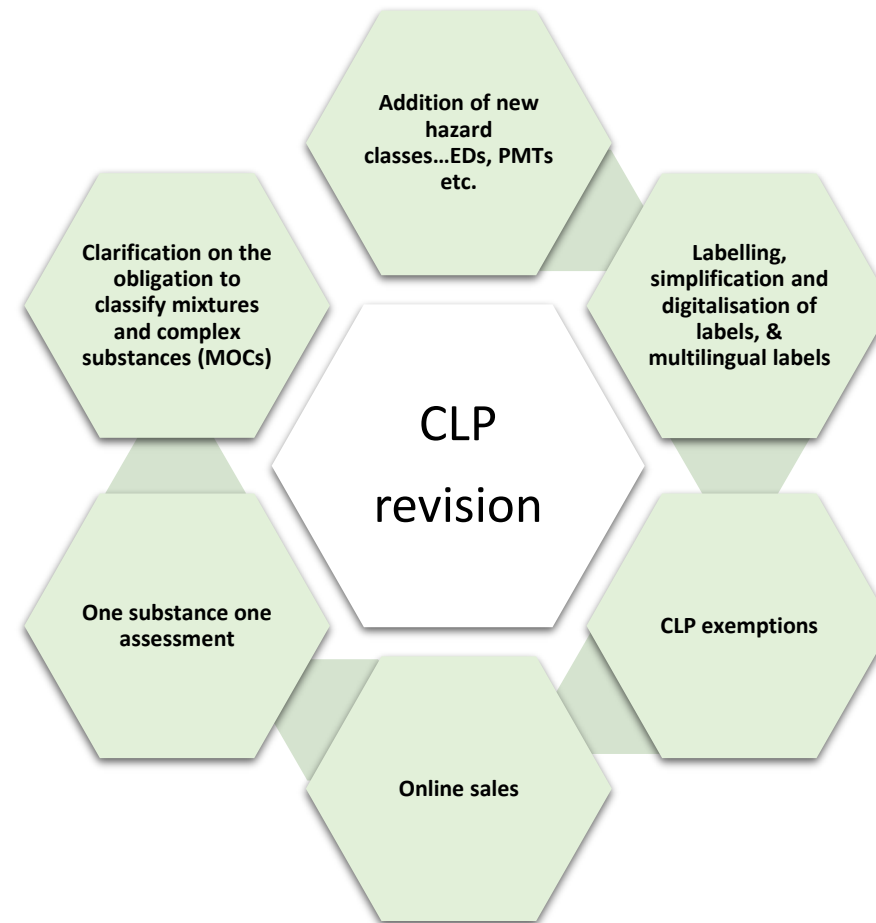 Addition of new
hazard
classes...EDs, PMTs
etc.
Labelling,
simplification and
digitalisation of
labels, &
multilingual labels
CLP exemptions
Online sales
One substance one
assessment
Clarification on the
obligation to
classify mixtures
and complex
substances (MOCs)
CLP
revision